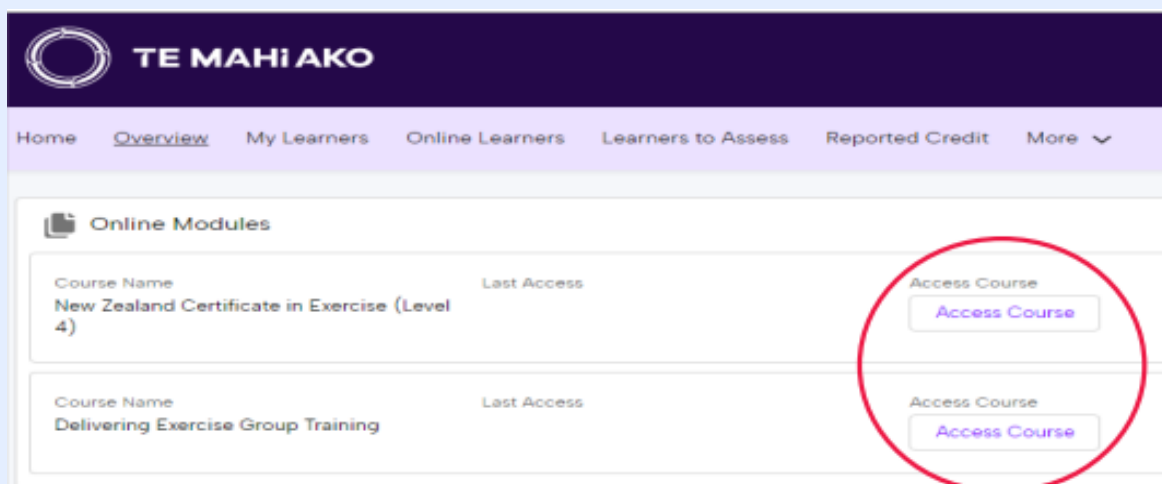 TE MAHi AKO
Home Overview My Learners Online Learners Learners to Assess Reported Credit More
Online Modules
Course Name Last Access Access Course
New Zealand Certificate in Exercise (Level
4)
Access Course
Course Name Last Access Access Course
Delivering Exercise Group Training
Access Course